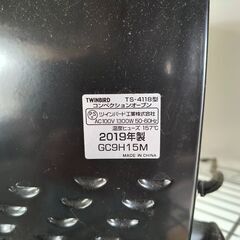 TWINBIRD TS-4118型
コンベクションオーブン
PS E ツインバード工業株式会社
AC100V 1300W 50-60Hz
温度ヒューズ 157℃
2019年製
GC9H15M
MADE IN CHINA